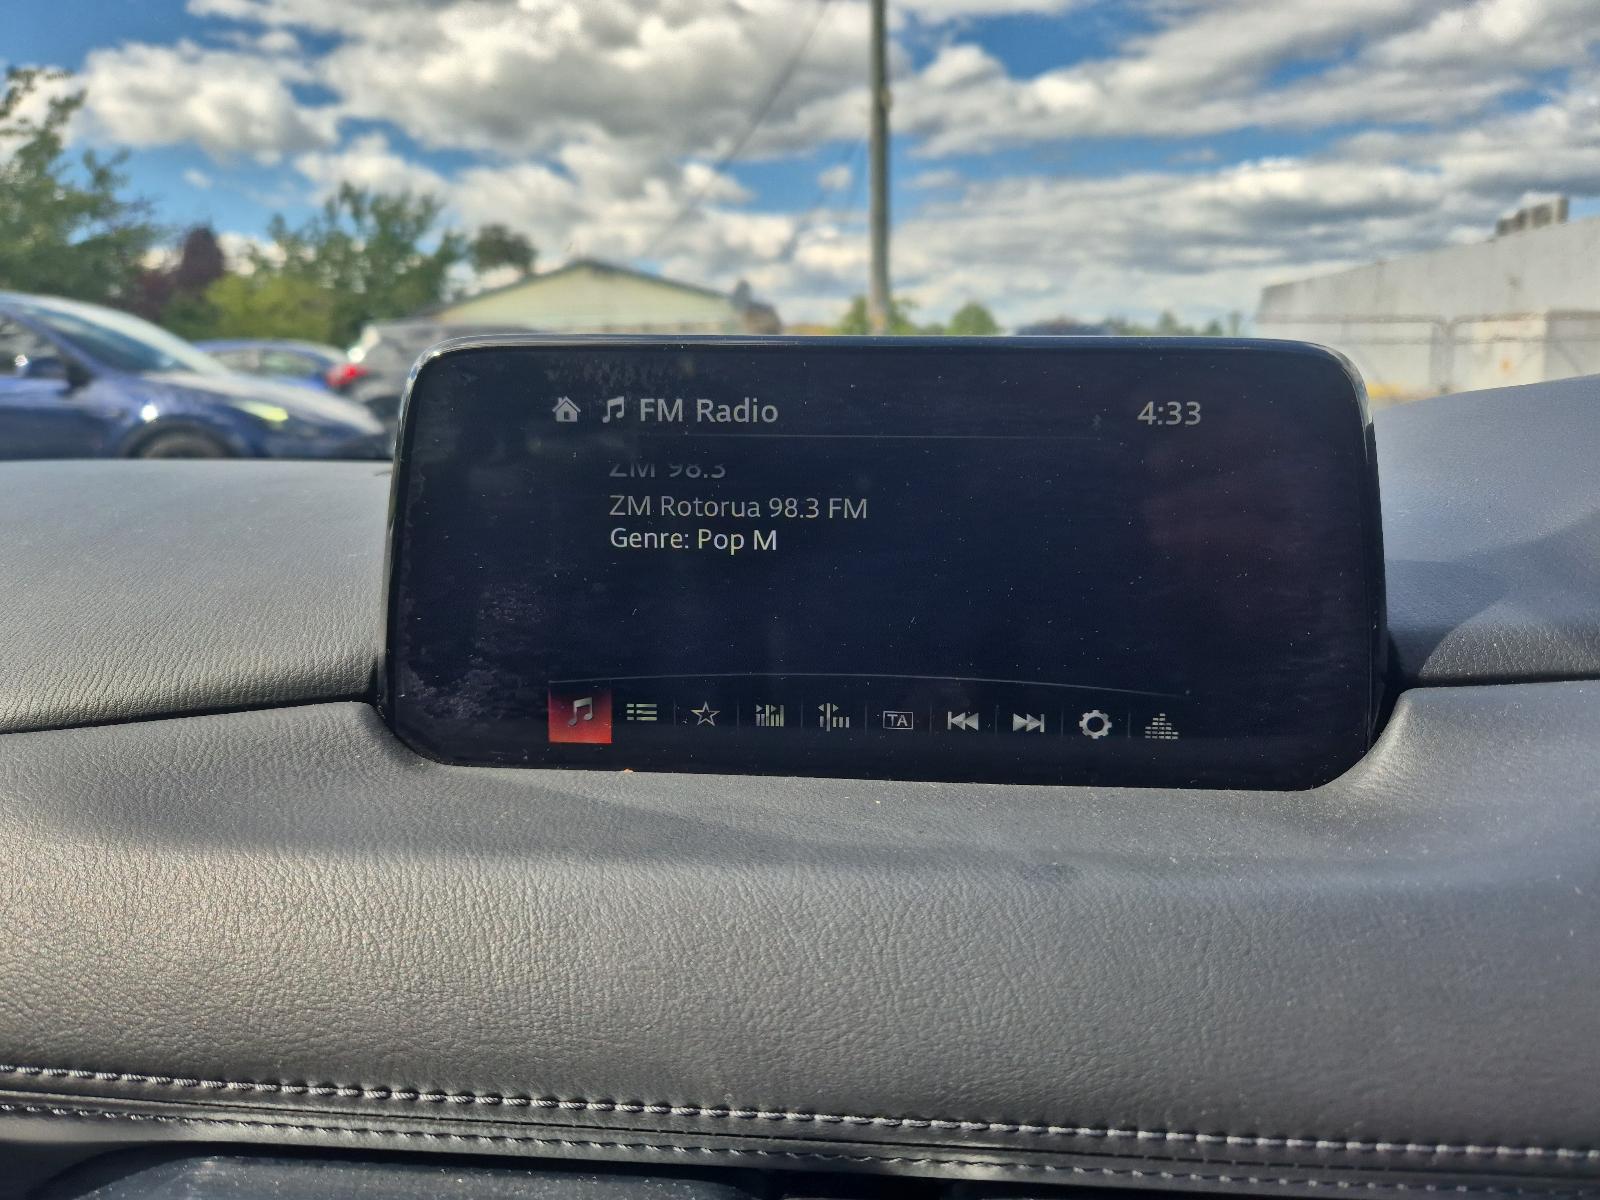 FM Radio
4:33
ZM 98.3
ZM Rotorua 98.3 FM
Genre: Pop M
TA